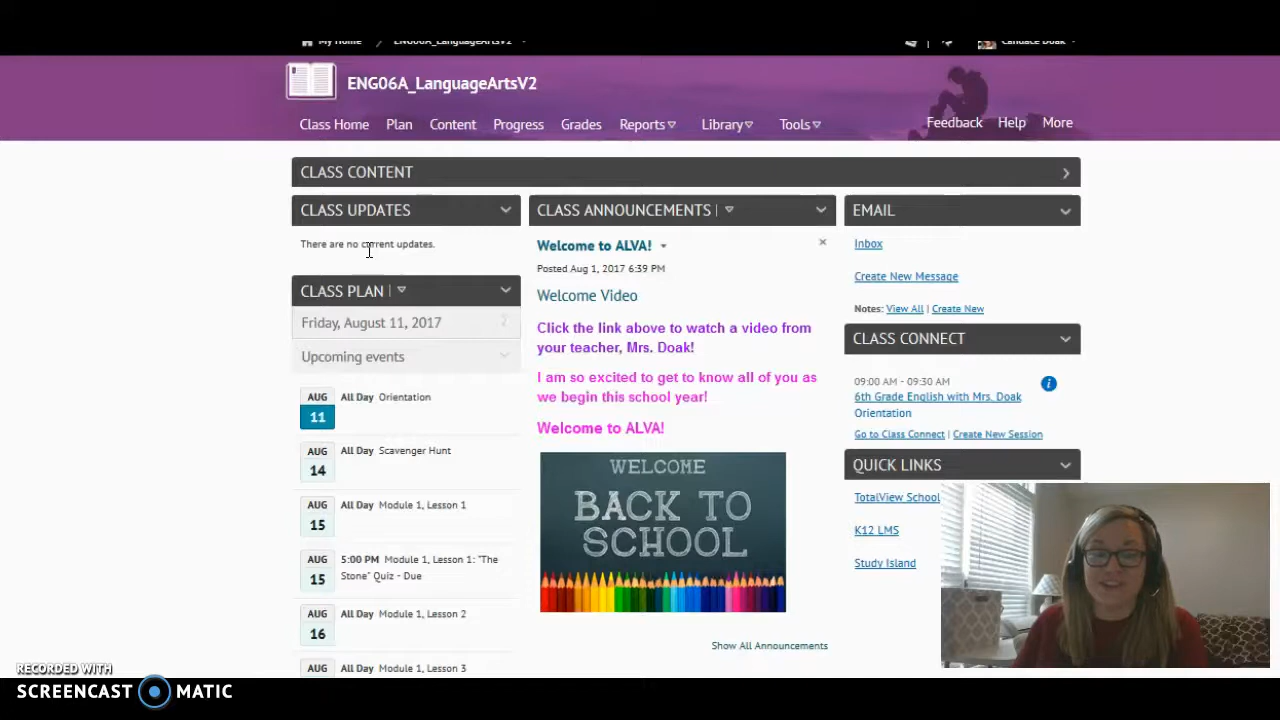 My Home / ENG06A_LanguageArtsV2
Candace Doak
ENG06A_LanguageArtsV2
Class Home Plan Content Progress Grades Reports Library Tools
Feedback Help More
CLASS CONTENT
CLASS UPDATES
There are no current updates.
CLASS PLAN |
Friday, August 11, 2017
Upcoming events
AUG 11 All Day Orientation
AUG 14 All Day Scavenger Hunt
AUG 15 All Day Module 1, Lesson 1
AUG 15 5:00 PM Module 1, Lesson 1: "The
Stone" Quiz - Due
AUG 16 All Day Module 1, Lesson 2
AUG All Day Module 1, Lesson 3
CLASS ANNOUNCEMENTS |
Welcome to ALVA!
Posted Aug 1, 2017 6:39 PM
Welcome Video
Click the link above to watch a video from
your teacher, Mrs. Doak!
I am so excited to get to know all of you as
we begin this school year!
Welcome to ALVA!
WELCOME
BACK TO
SCHOOL
Show All Announcements
EMAIL
Inbox
Create New Message
Notes: View All | Create New
CLASS CONNECT
09:00 AM - 09:30 AM
6th Grade English with Mrs. Doak
Orientation
Go to Class Connect | Create New Session
QUICK LINKS
TotalView School
K12 LMS
Study Island
RECORDED WITH
SCREENCAST MATIC